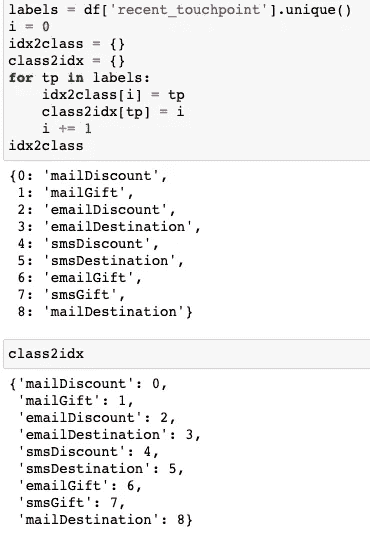 labels = df['recent_touchpoint'].unique()
i = 0
idx2class = {}
class2idx = {}
for tp in labels:
    idx2class[i] = tp
    class2idx[tp] = i
    i += 1
idx2class
{0: 'mailDiscount',
 1: 'mailGift',
 2: 'emailDiscount',
 3: 'emailDestination',
 4: 'smsDiscount',
 5: 'smsDestination',
 6: 'emailGift',
 7: 'smsGift',
 8: 'mailDestination'}
class2idx
{'mailDiscount': 0,
 'mailGift': 1,
 'emailDiscount': 2,
 'emailDestination': 3,
 'smsDiscount': 4,
 'smsDestination': 5,
 'emailGift': 6,
 'smsGift': 7,
 'mailDestination': 8}